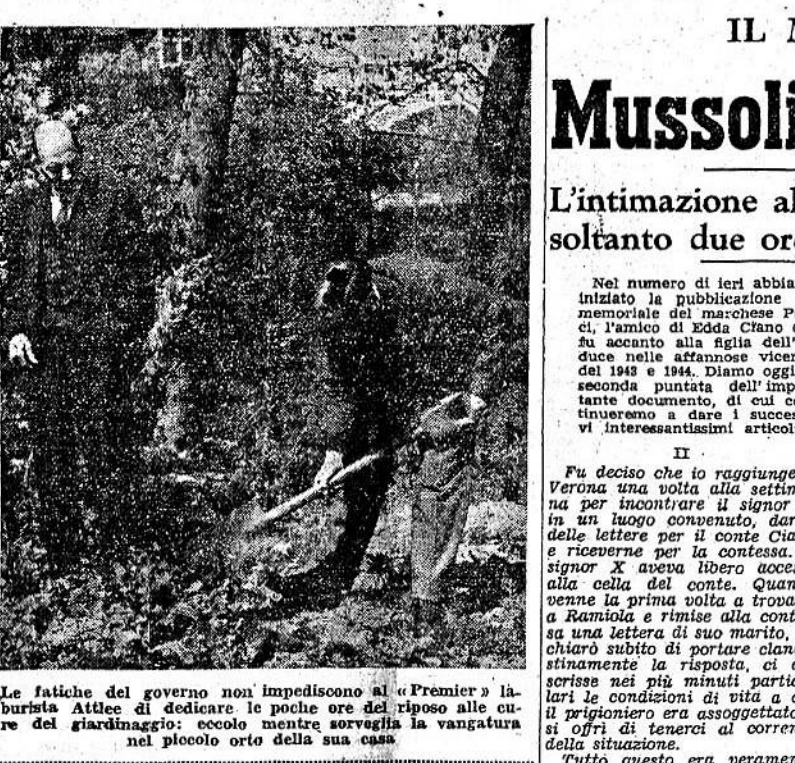 Le fatiche del governo non impediscono al «Premier» la-
burista Attlee di dedicare le poche ore del riposo alle cu-
re del giardinaggio: eccolo mentre sorveglia la vangatura
nel piccolo orto della sua casa
IL
Mussoli
L'intimazione al
soltanto due or
Nel numero di ieri abbia
iniziato la pubblicazione
memoriale del marchese P
ci, l'amico di Edda Ciano
fu accanto alla figlia dell'
duce nelle affannose vicen
del 1943 e 1944. Diamo oggi
seconda puntata dell'imp
tante documento, di cui co
tinueremo a dare i succes
vi interessantissimi articol
II
Fu deciso che io raggiunge
Verona una volta alla settim
na per incontrare il signor
in un luogo convenuto, dar
delle lettere per il conte Cia
e riceverne per la contessa.
signor X aveva libero acce
alla cella del conte. Quan
venne la prima volta a trova
a Ramiola e rimise alla cont
sa una lettera di suo marito,
chiarò subito di portare clan
stinamente la risposta, ci
scrisse nei più minuti partic
lari le condizioni di vita a c
il prigioniero era assoggettato
si offrì di tenerci al corren
della situazione.
Tutto questo era veramen